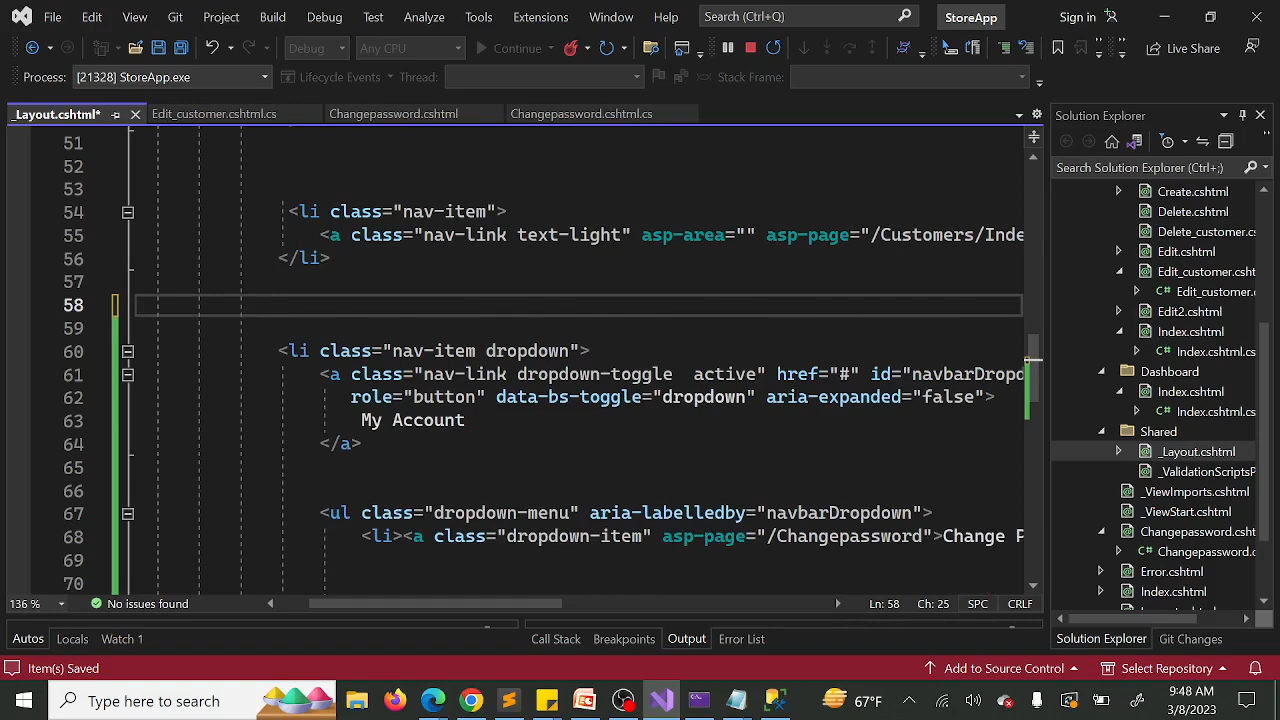 File Edit View Git Project Build Debug Test Analyze Tools Extensions Window Help Search (Ctrl+Q) StoreApp Sign in
Debug Any CPU Continue Live Share
Process: [21328] StoreApp.exe Lifecycle Events Thread: Stack Frame:
_Layout.cshtml* Edit_customer.cshtml.cs Changepassword.cshtml Changepassword.cshtml.cs
Solution Explorer
Search Solution Explorer (Ctrl+;)
51
52
53
54 <li class="nav-item">
55 <a class="nav-link text-light" asp-area="" asp-page="/Customers/Inde
56 </li>
57
58
59
60 <li class="nav-item dropdown">
61 <a class="nav-link dropdown-toggle  active" href="#" id="navbarDropd
62 role="button" data-bs-toggle="dropdown" aria-expanded="false">
63 My Account
64 </a>
65
66
67 <ul class="dropdown-menu" aria-labelledby="navbarDropdown">
68 <li><a class="dropdown-item" asp-page="/Changepassword">Change P
69
70
Create.cshtml
Delete.cshtml
Delete_customer.cs
Edit.cshtml
Edit_customer.csht
C# Edit_customer.c
Edit2.cshtml
Index.cshtml
C# Index.cshtml.cs
Dashboard
Index.cshtml
C# Index.cshtml.cs
Shared
_Layout.cshtml
_ValidationScriptsP
_ViewImports.cshtml
_ViewStart.cshtml
Changepassword.cshtm
C# Changepassword.c
Error.cshtml
Index.cshtml
136 % No issues found Ln: 58 Ch: 25 SPC CRLF
Autos Locals Watch 1 Call Stack Breakpoints Output Error List Solution Explorer Git Changes
Item(s) Saved Add to Source Control Select Repository
Type here to search 67°F 3:48 AM
3/8/2023